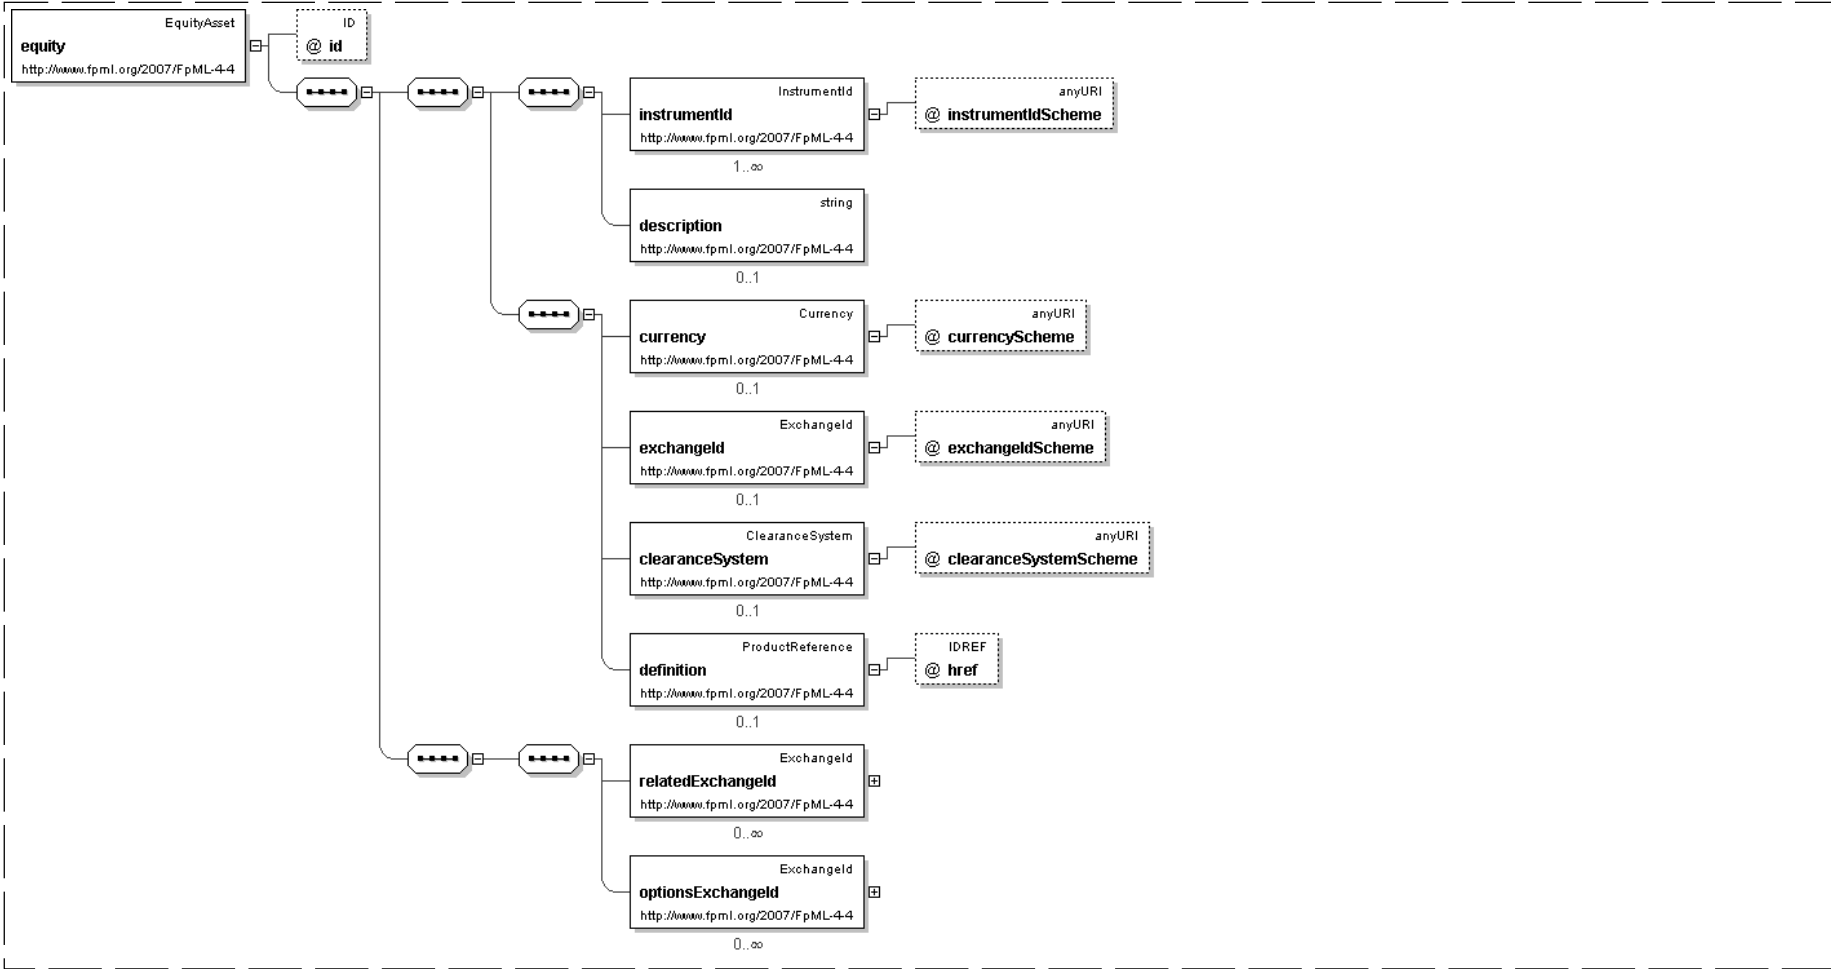 EquityAsset
equity
http://www.fpml.org/2007/FpML-4-4
ID
@ id
InstrumentId
instrumentId
http://www.fpml.org/2007/FpML-4-4
1..∞
anyURI
@ instrumentIdScheme
string
description
http://www.fpml.org/2007/FpML-4-4
0..1
Currency
currency
http://www.fpml.org/2007/FpML-4-4
0..1
anyURI
@ currencyScheme
ExchangeId
exchangeId
http://www.fpml.org/2007/FpML-4-4
0..1
anyURI
@ exchangeIdScheme
ClearanceSystem
clearanceSystem
http://www.fpml.org/2007/FpML-4-4
0..1
anyURI
@ clearanceSystemScheme
ProductReference
definition
http://www.fpml.org/2007/FpML-4-4
0..1
IDREF
@ href
ExchangeId
relatedExchangeId
http://www.fpml.org/2007/FpML-4-4
0..∞
ExchangeId
optionsExchangeId
http://www.fpml.org/2007/FpML-4-4
0..∞